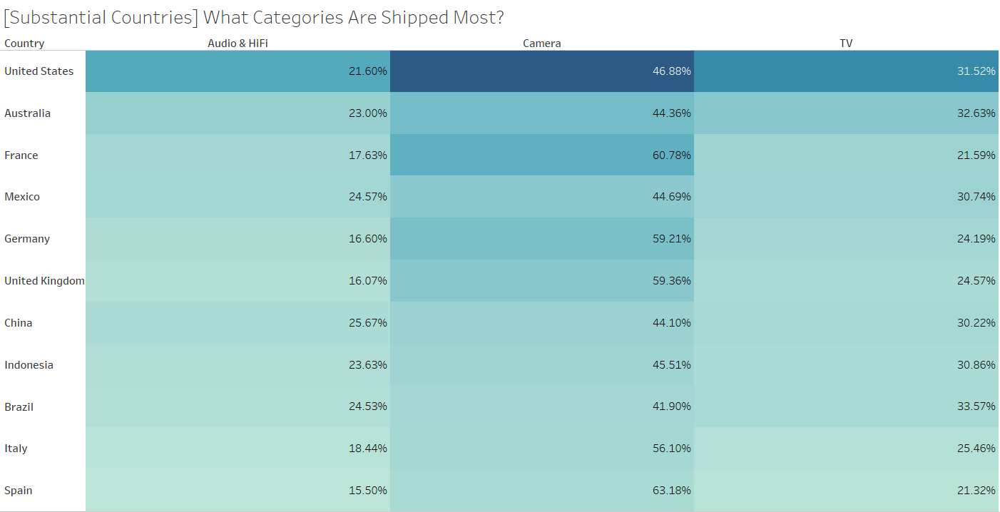 [Substantial Countries] What Categories Are Shipped Most?
Country Audio & HiFi Camera TV
United States 21.60% 46.88% 31.52%
Australia 23.00% 44.36% 32.63%
France 17.63% 60.78% 21.59%
Mexico 24.57% 44.69% 30.74%
Germany 16.60% 59.21% 24.19%
United Kingdom 16.07% 59.36% 24.57%
China 25.67% 44.10% 30.22%
Indonesia 23.63% 45.51% 30.86%
Brazil 24.53% 41.90% 33.57%
Italy 18.44% 56.10% 25.46%
Spain 15.50% 63.18% 21.32%